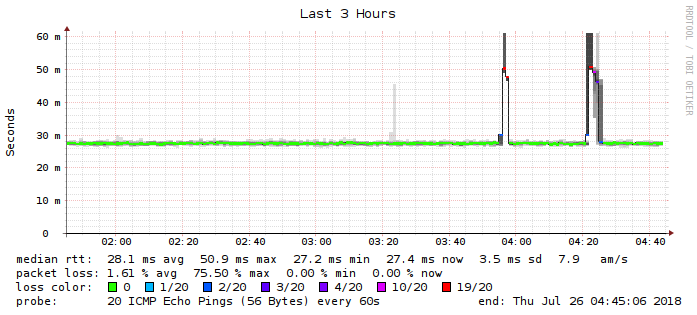 Last 3 Hours
RRDTOOL / TOBI OETIKER
Seconds
60 m
50 m
40 m
30 m
20 m
10 m
0
02:00 02:20 02:40 03:00 03:20 03:40 04:00 04:20 04:40
median rtt: 28.1 ms avg 50.9 ms max 27.2 ms min 27.4 ms now 3.5 ms sd 7.9 am/s
packet loss: 1.61 % avg 75.50 % max 0.00 % min 0.00 % now
loss color: 0 1/20 2/20 3/20 4/20 10/20 19/20
probe: 20 ICMP Echo Pings (56 Bytes) every 60s end: Thu Jul 26 04:45:06 2018